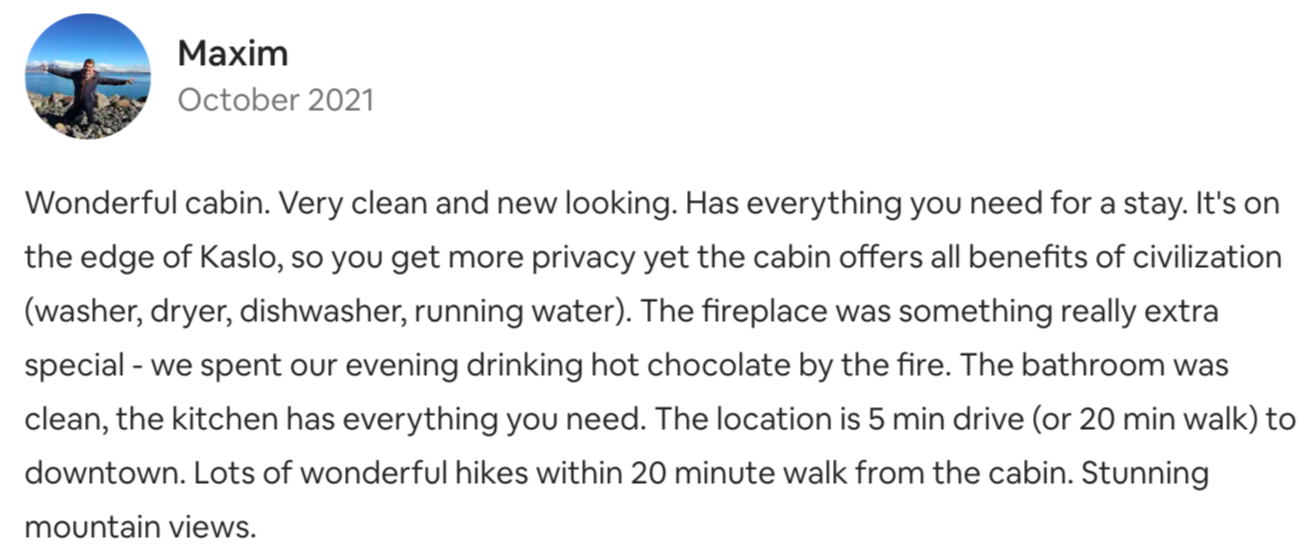 Maxim
October 2021
Wonderful cabin. Very clean and new looking. Has everything you need for a stay. It's on
the edge of Kaslo, so you get more privacy yet the cabin offers all benefits of civilization
(washer, dryer, dishwasher, running water). The fireplace was something really extra
special - we spent our evening drinking hot chocolate by the fire. The bathroom was
clean, the kitchen has everything you need. The location is 5 min drive (or 20 min walk) to
downtown. Lots of wonderful hikes within 20 minute walk from the cabin. Stunning
mountain views.